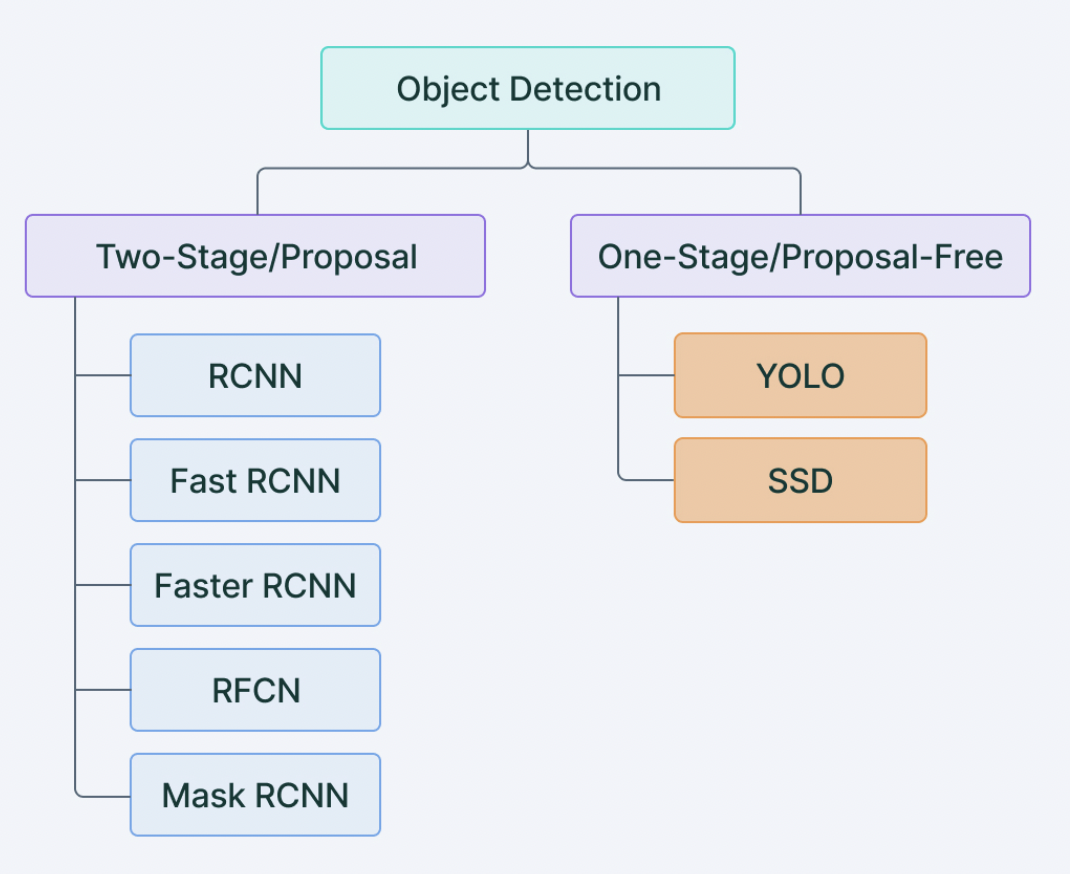 Object Detection
Two-Stage/Proposal
One-Stage/Proposal-Free
RCNN
Fast RCNN
Faster RCNN
RFCN
Mask RCNN
YOLO
SSD